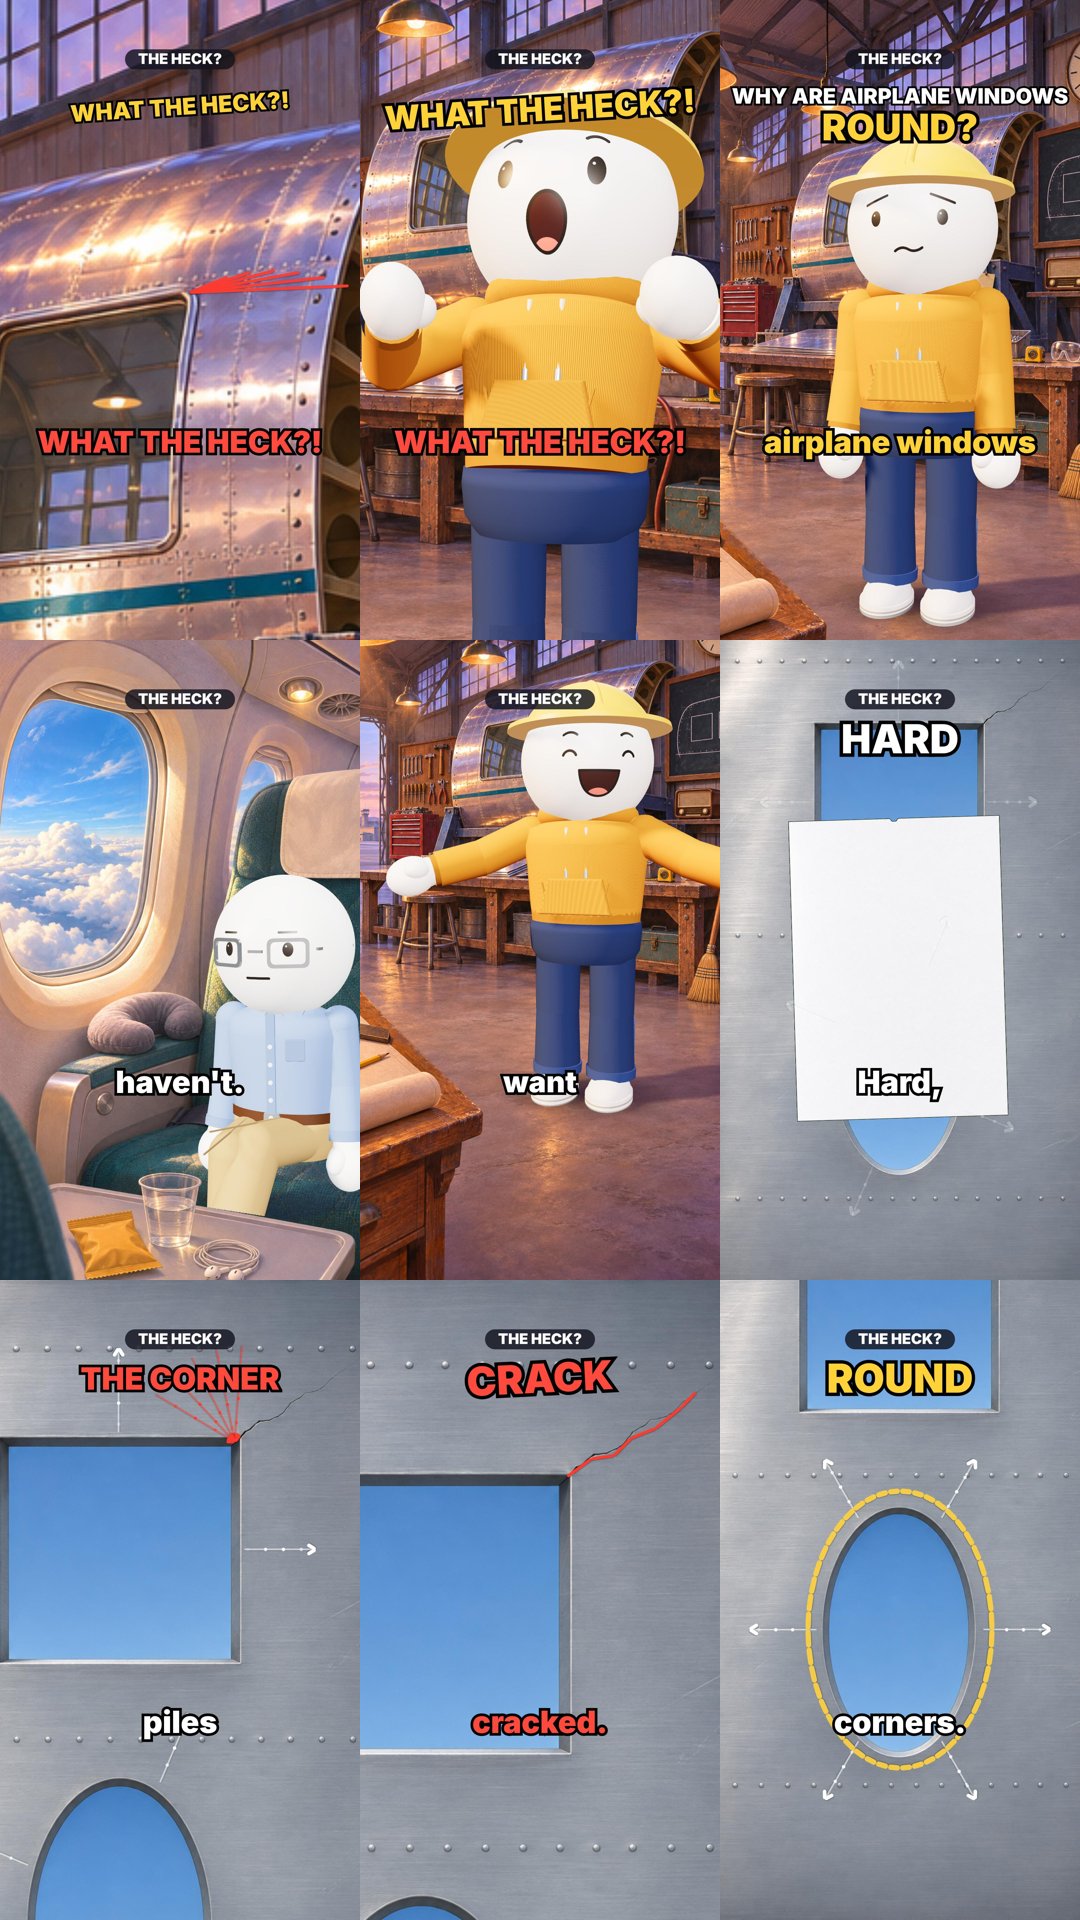 THE HECK?
WHAT THE HECK?!
WHAT THE HECK?!
THE HECK?
WHAT THE HECK?!
WHAT THE HECK?!
THE HECK?
WHY ARE AIRPLANE WINDOWS
ROUND?
airplane windows
THE HECK?
haven't.
THE HECK?
want
THE HECK?
HARD
Hard,
THE HECK?
THE CORNER
piles
THE HECK?
CRACK
cracked.
THE HECK?
ROUND
corners.